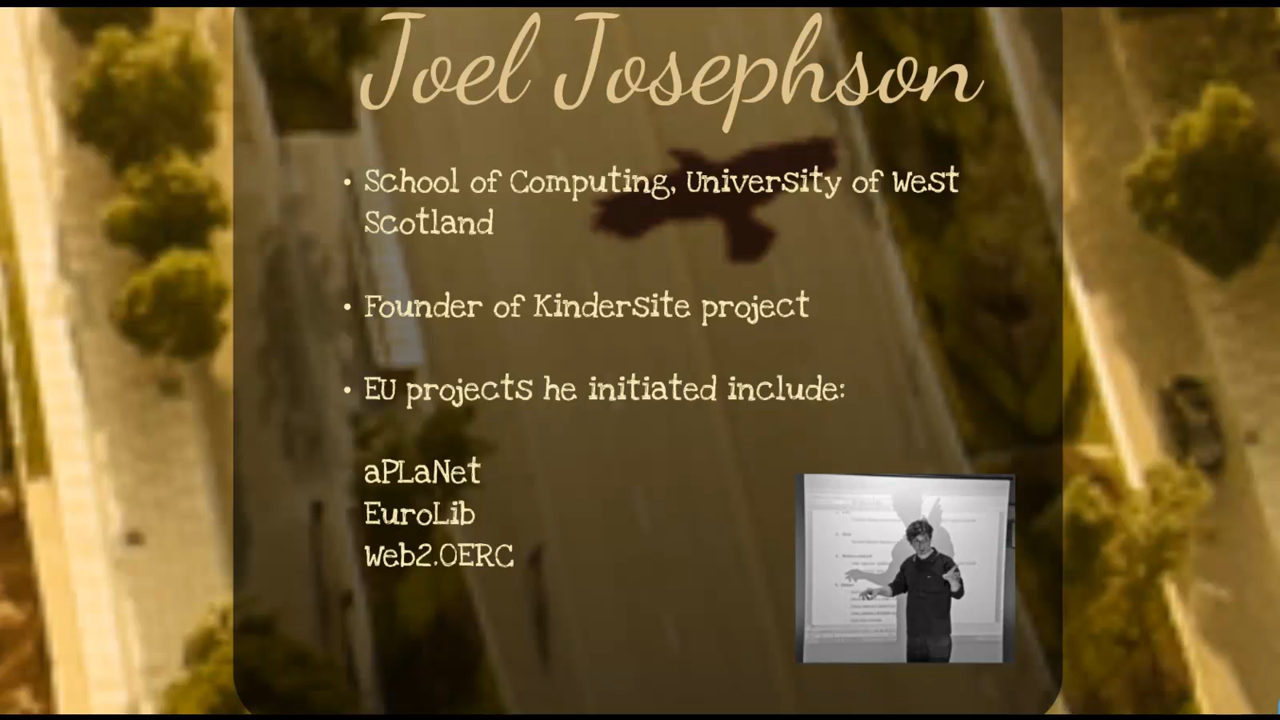 Joel Josephson
• School of Computing, University of West
Scotland
• Founder of Kindersite project
• EU projects he initiated include:
aPLaNet
EuroLib
Web2.0ERC